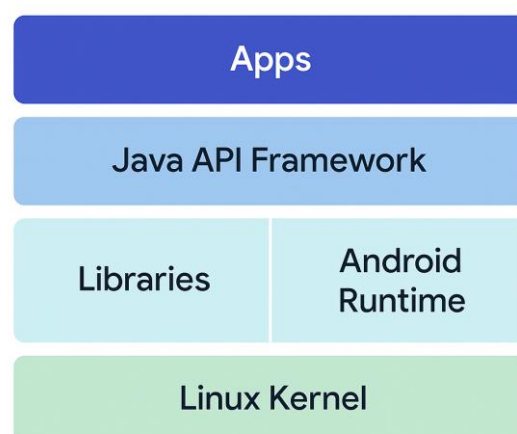 Apps
Java API Framework
Libraries
Android
Runtime
Linux Kernel